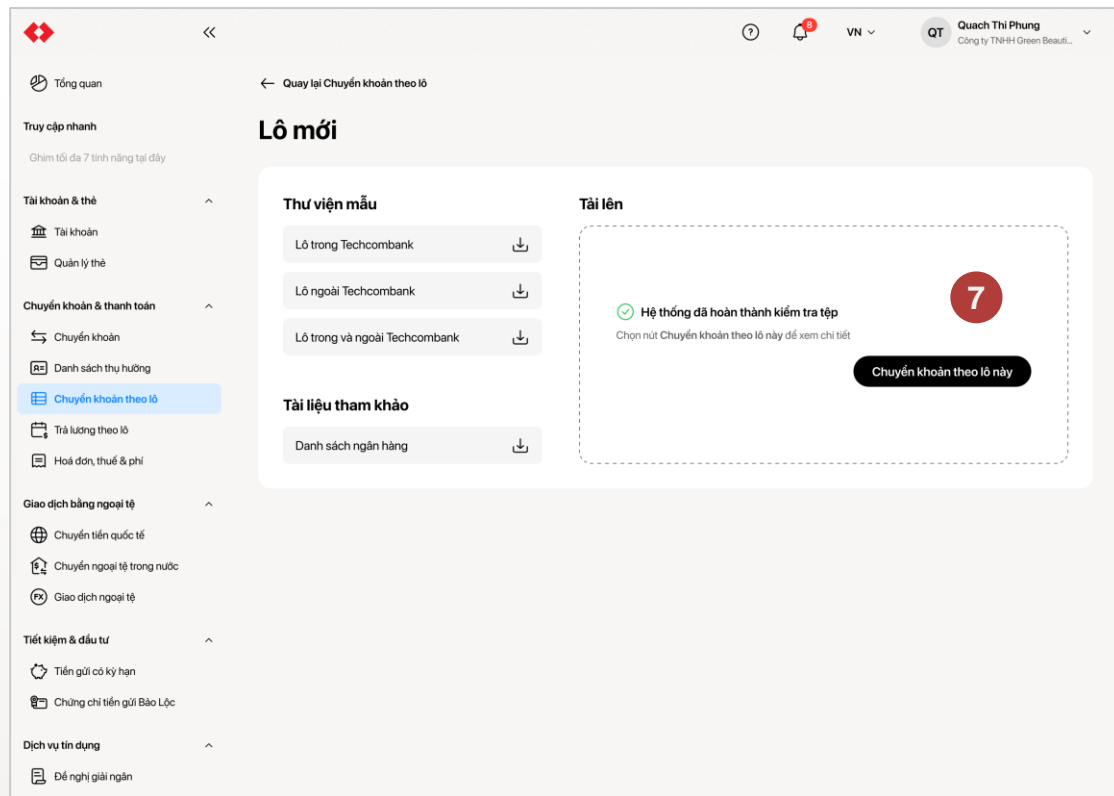 ?
8
VN
QT
Quach Thi Phung
Công ty TNHH Green Beauti...
Tổng quan
Truy cập nhanh
Ghim tối đa 7 tính năng tại đây
Tài khoản & thẻ
Tài khoản
Quản lý thẻ
Chuyển khoản & thanh toán
Chuyển khoản
Danh sách thụ hưởng
Chuyển khoản theo lô
Trả lương theo lô
Hoá đơn, thuế & phí
Giao dịch bằng ngoại tệ
Chuyển tiền quốc tế
$
Chuyển ngoại tệ trong nước
FX
Giao dịch ngoại tệ
Tiết kiệm & đầu tư
Tiền gửi có kỳ hạn
Chứng chỉ tiền gửi Bảo Lộc
Dịch vụ tín dụng
Đề nghị giải ngân
Quay lại Chuyển khoản theo lô
Lô mới
Thư viện mẫu
Lô trong Techcombank
Lô ngoài Techcombank
Lô trong và ngoài Techcombank
Tài liệu tham khảo
Danh sách ngân hàng
Tải lên
7
Hệ thống đã hoàn thành kiểm tra tệp
Chọn nút Chuyển khoản theo lô này để xem chi tiết
Chuyển khoản theo lô này